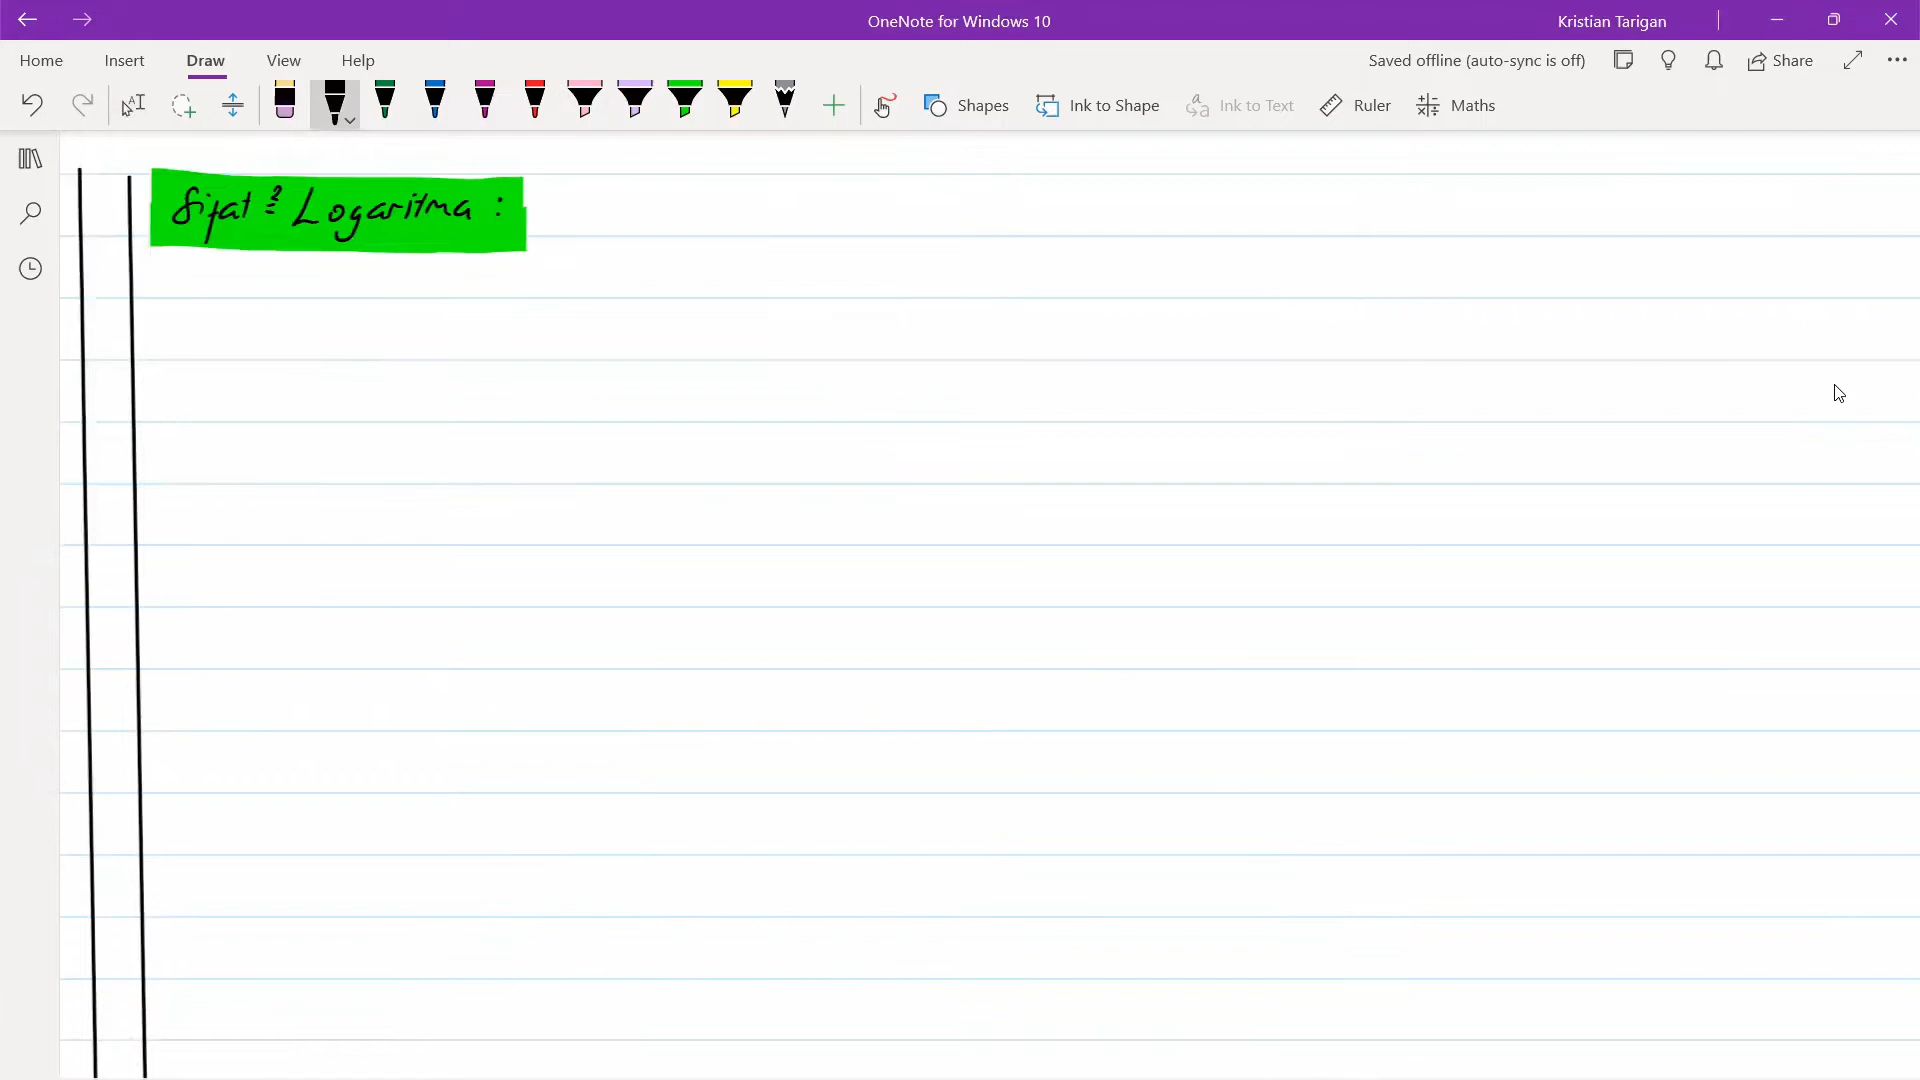 OneNote for Windows 10
Kristian Tarigan
Home Insert Draw View Help
Saved offline (auto-sync is off) Share
Shapes Ink to Shape Ink to Text Ruler Maths
Sifat² Logaritma :